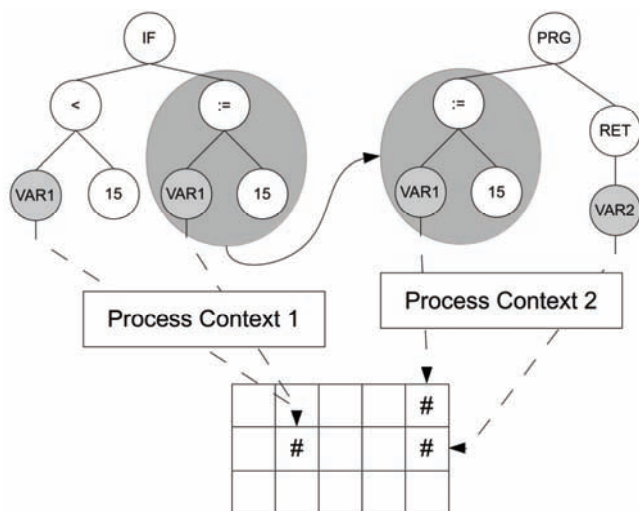 IF
PRG
<
:=
:=
RET
VAR1
15
VAR1
15
VAR1
15
VAR2
Process Context 1
Process Context 2
#
#
#